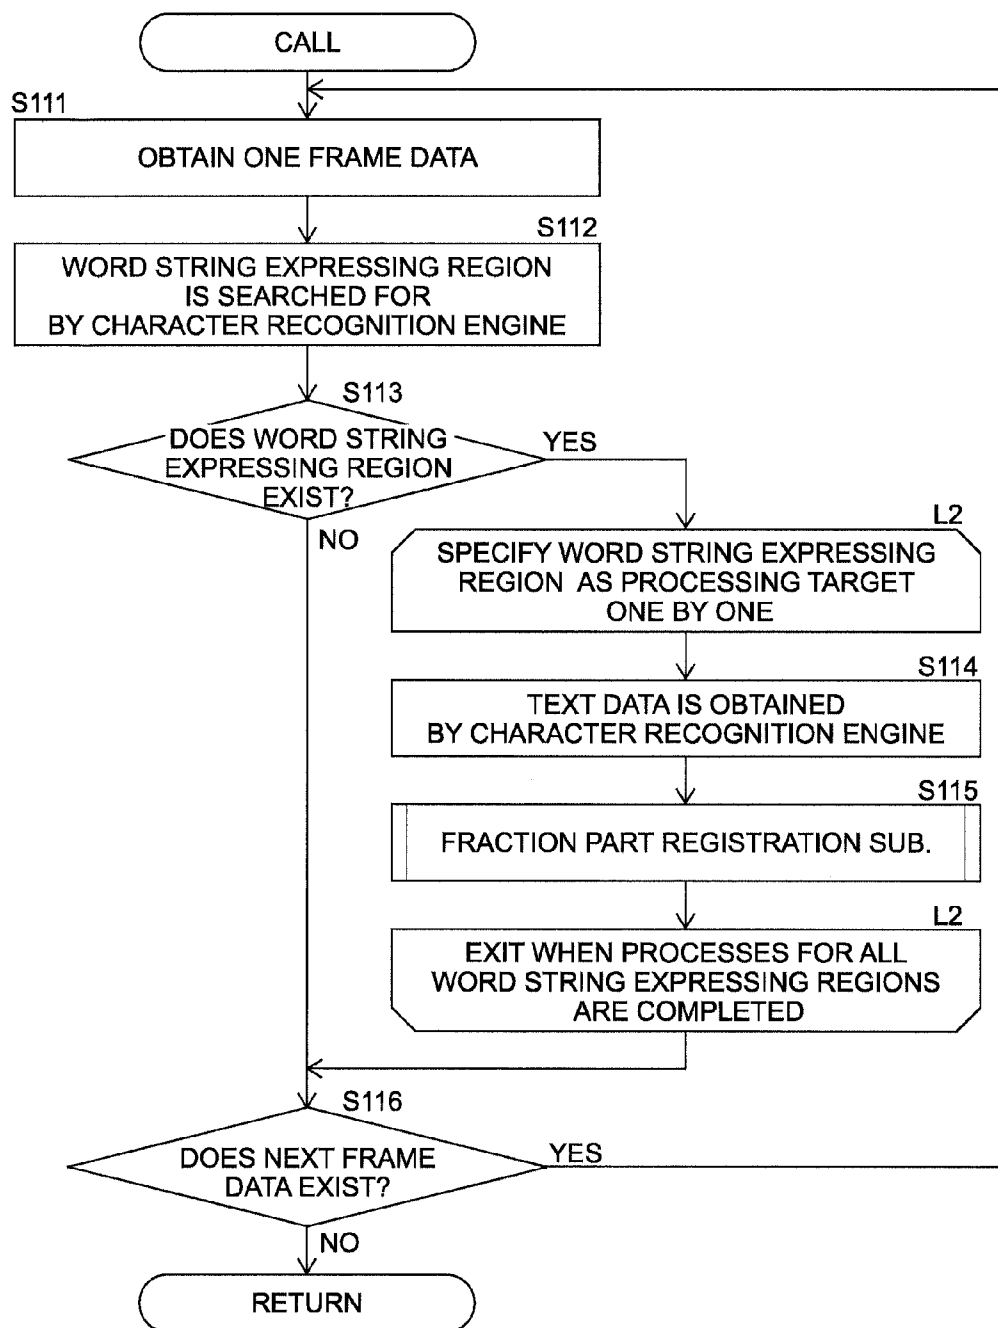 CALL
S111
OBTAIN ONE FRAME DATA
S112
WORD STRING EXPRESSING REGION
IS SEARCHED FOR
BY CHARACTER RECOGNITION ENGINE
S113
DOES WORD STRING
EXPRESSING REGION
EXIST?
YES
NO
L2
SPECIFY WORD STRING EXPRESSING
REGION AS PROCESSING TARGET
ONE BY ONE
S114
TEXT DATA IS OBTAINED
BY CHARACTER RECOGNITION ENGINE
S115
FRACTION PART REGISTRATION SUB.
L2
EXIT WHEN PROCESSES FOR ALL
WORD STRING EXPRESSING REGIONS
ARE COMPLETED
S116
DOES NEXT FRAME
DATA EXIST?
YES
NO
RETURN